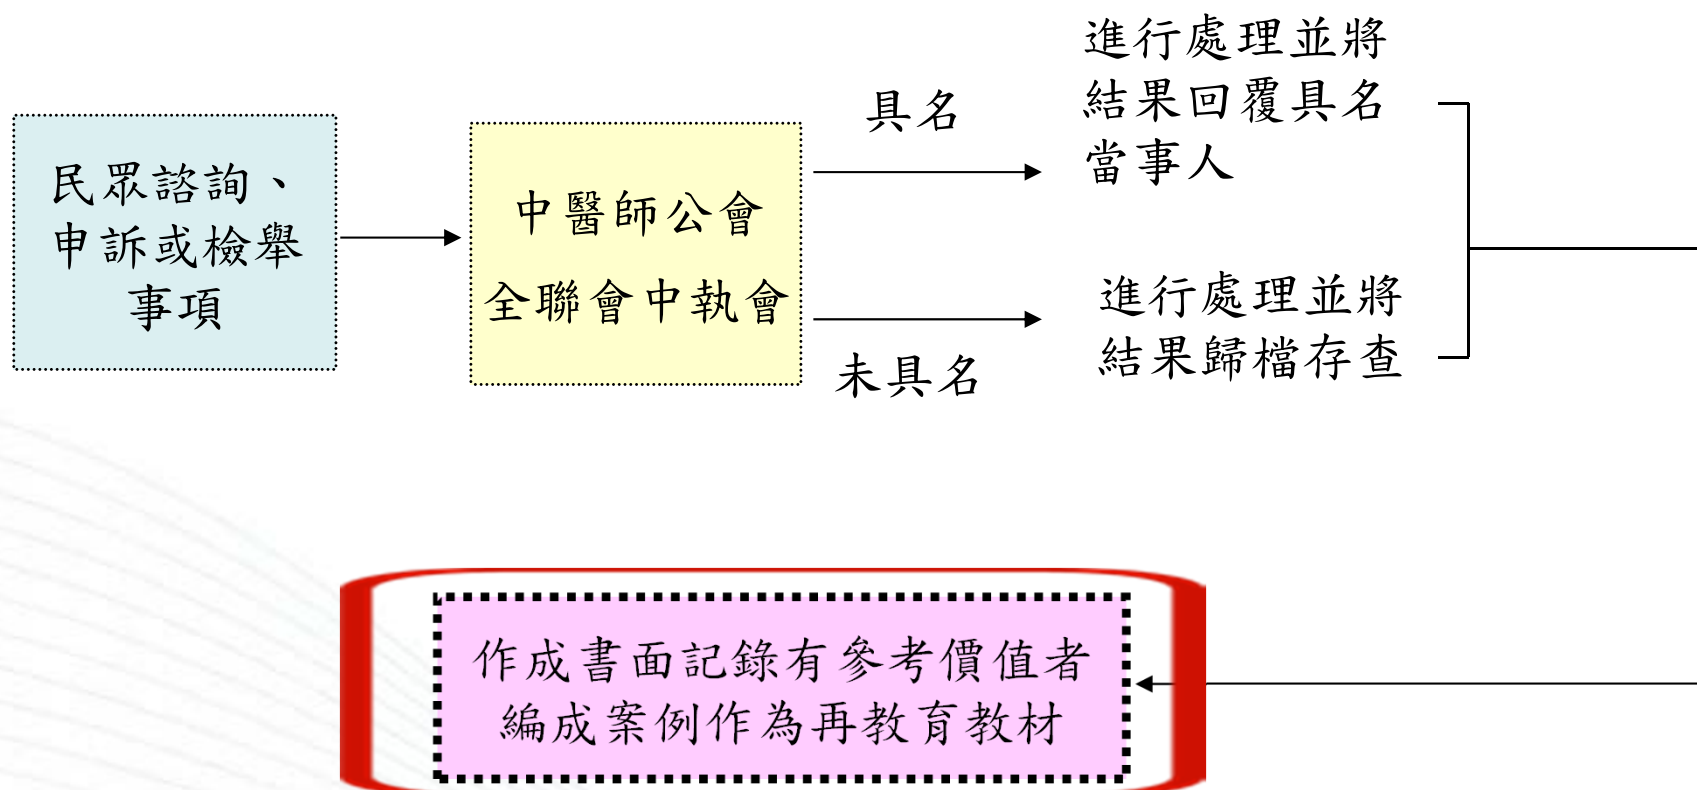 民眾諮詢、
申訴或檢舉
事項
中醫師公會
全聯會中執會
具名
進行處理並將
結果回覆具名
當事人
未具名
進行處理並將
結果歸檔存查
作成書面記錄有參考價值者
編成案例作為再教育教材